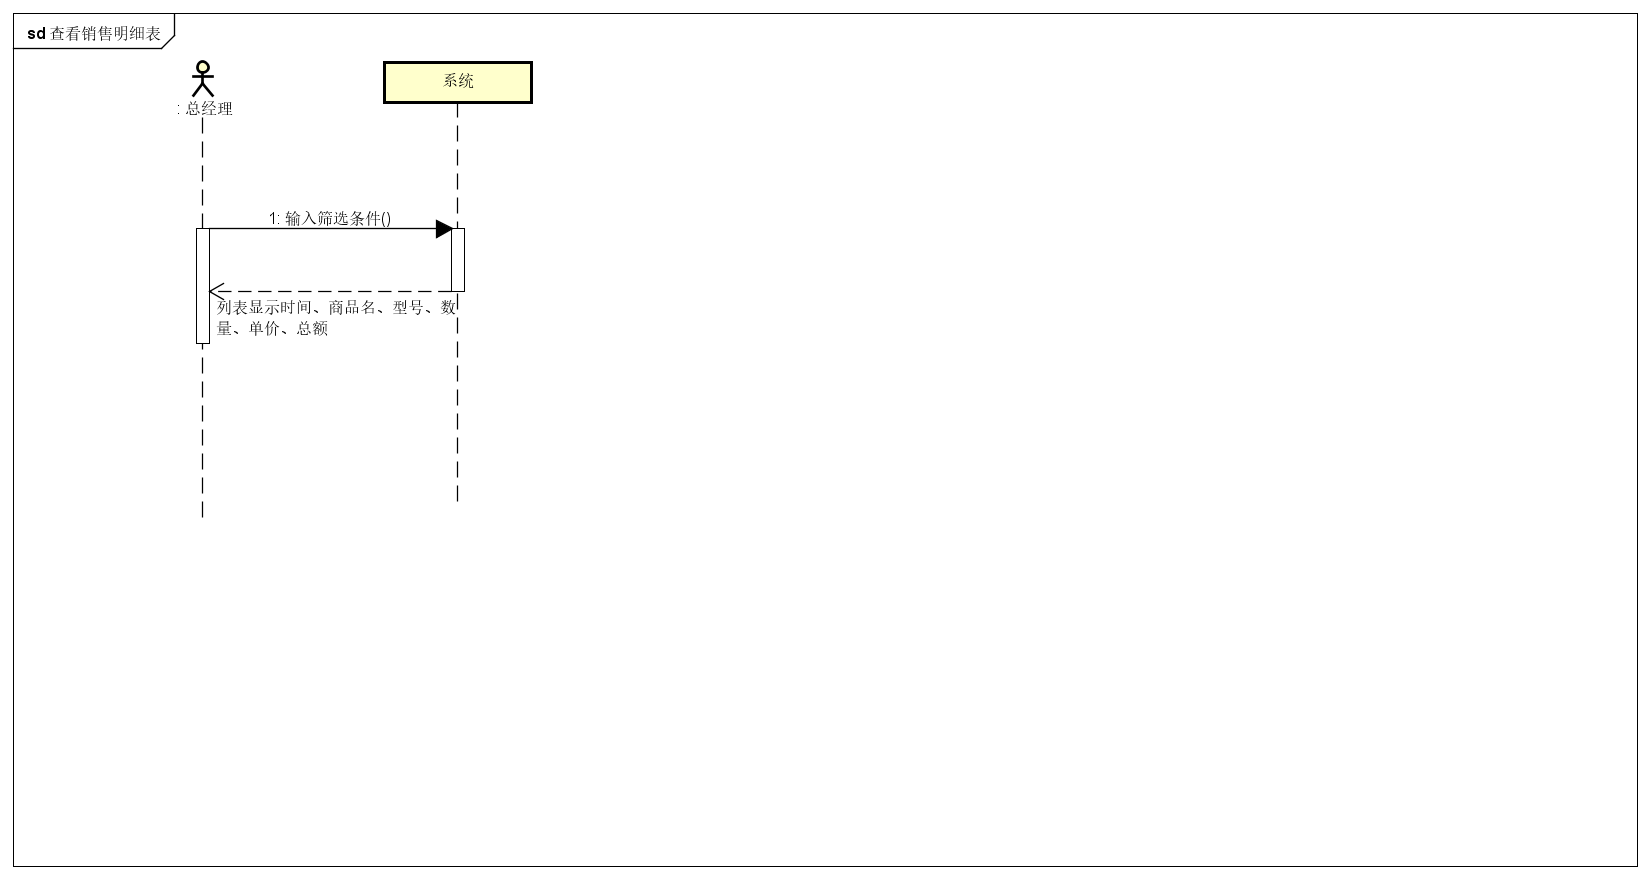 sd 查看销售明细表
: 总经理
系统
1: 输入筛选条件()
列表显示时间、商品名、型号、数
量、单价、总额